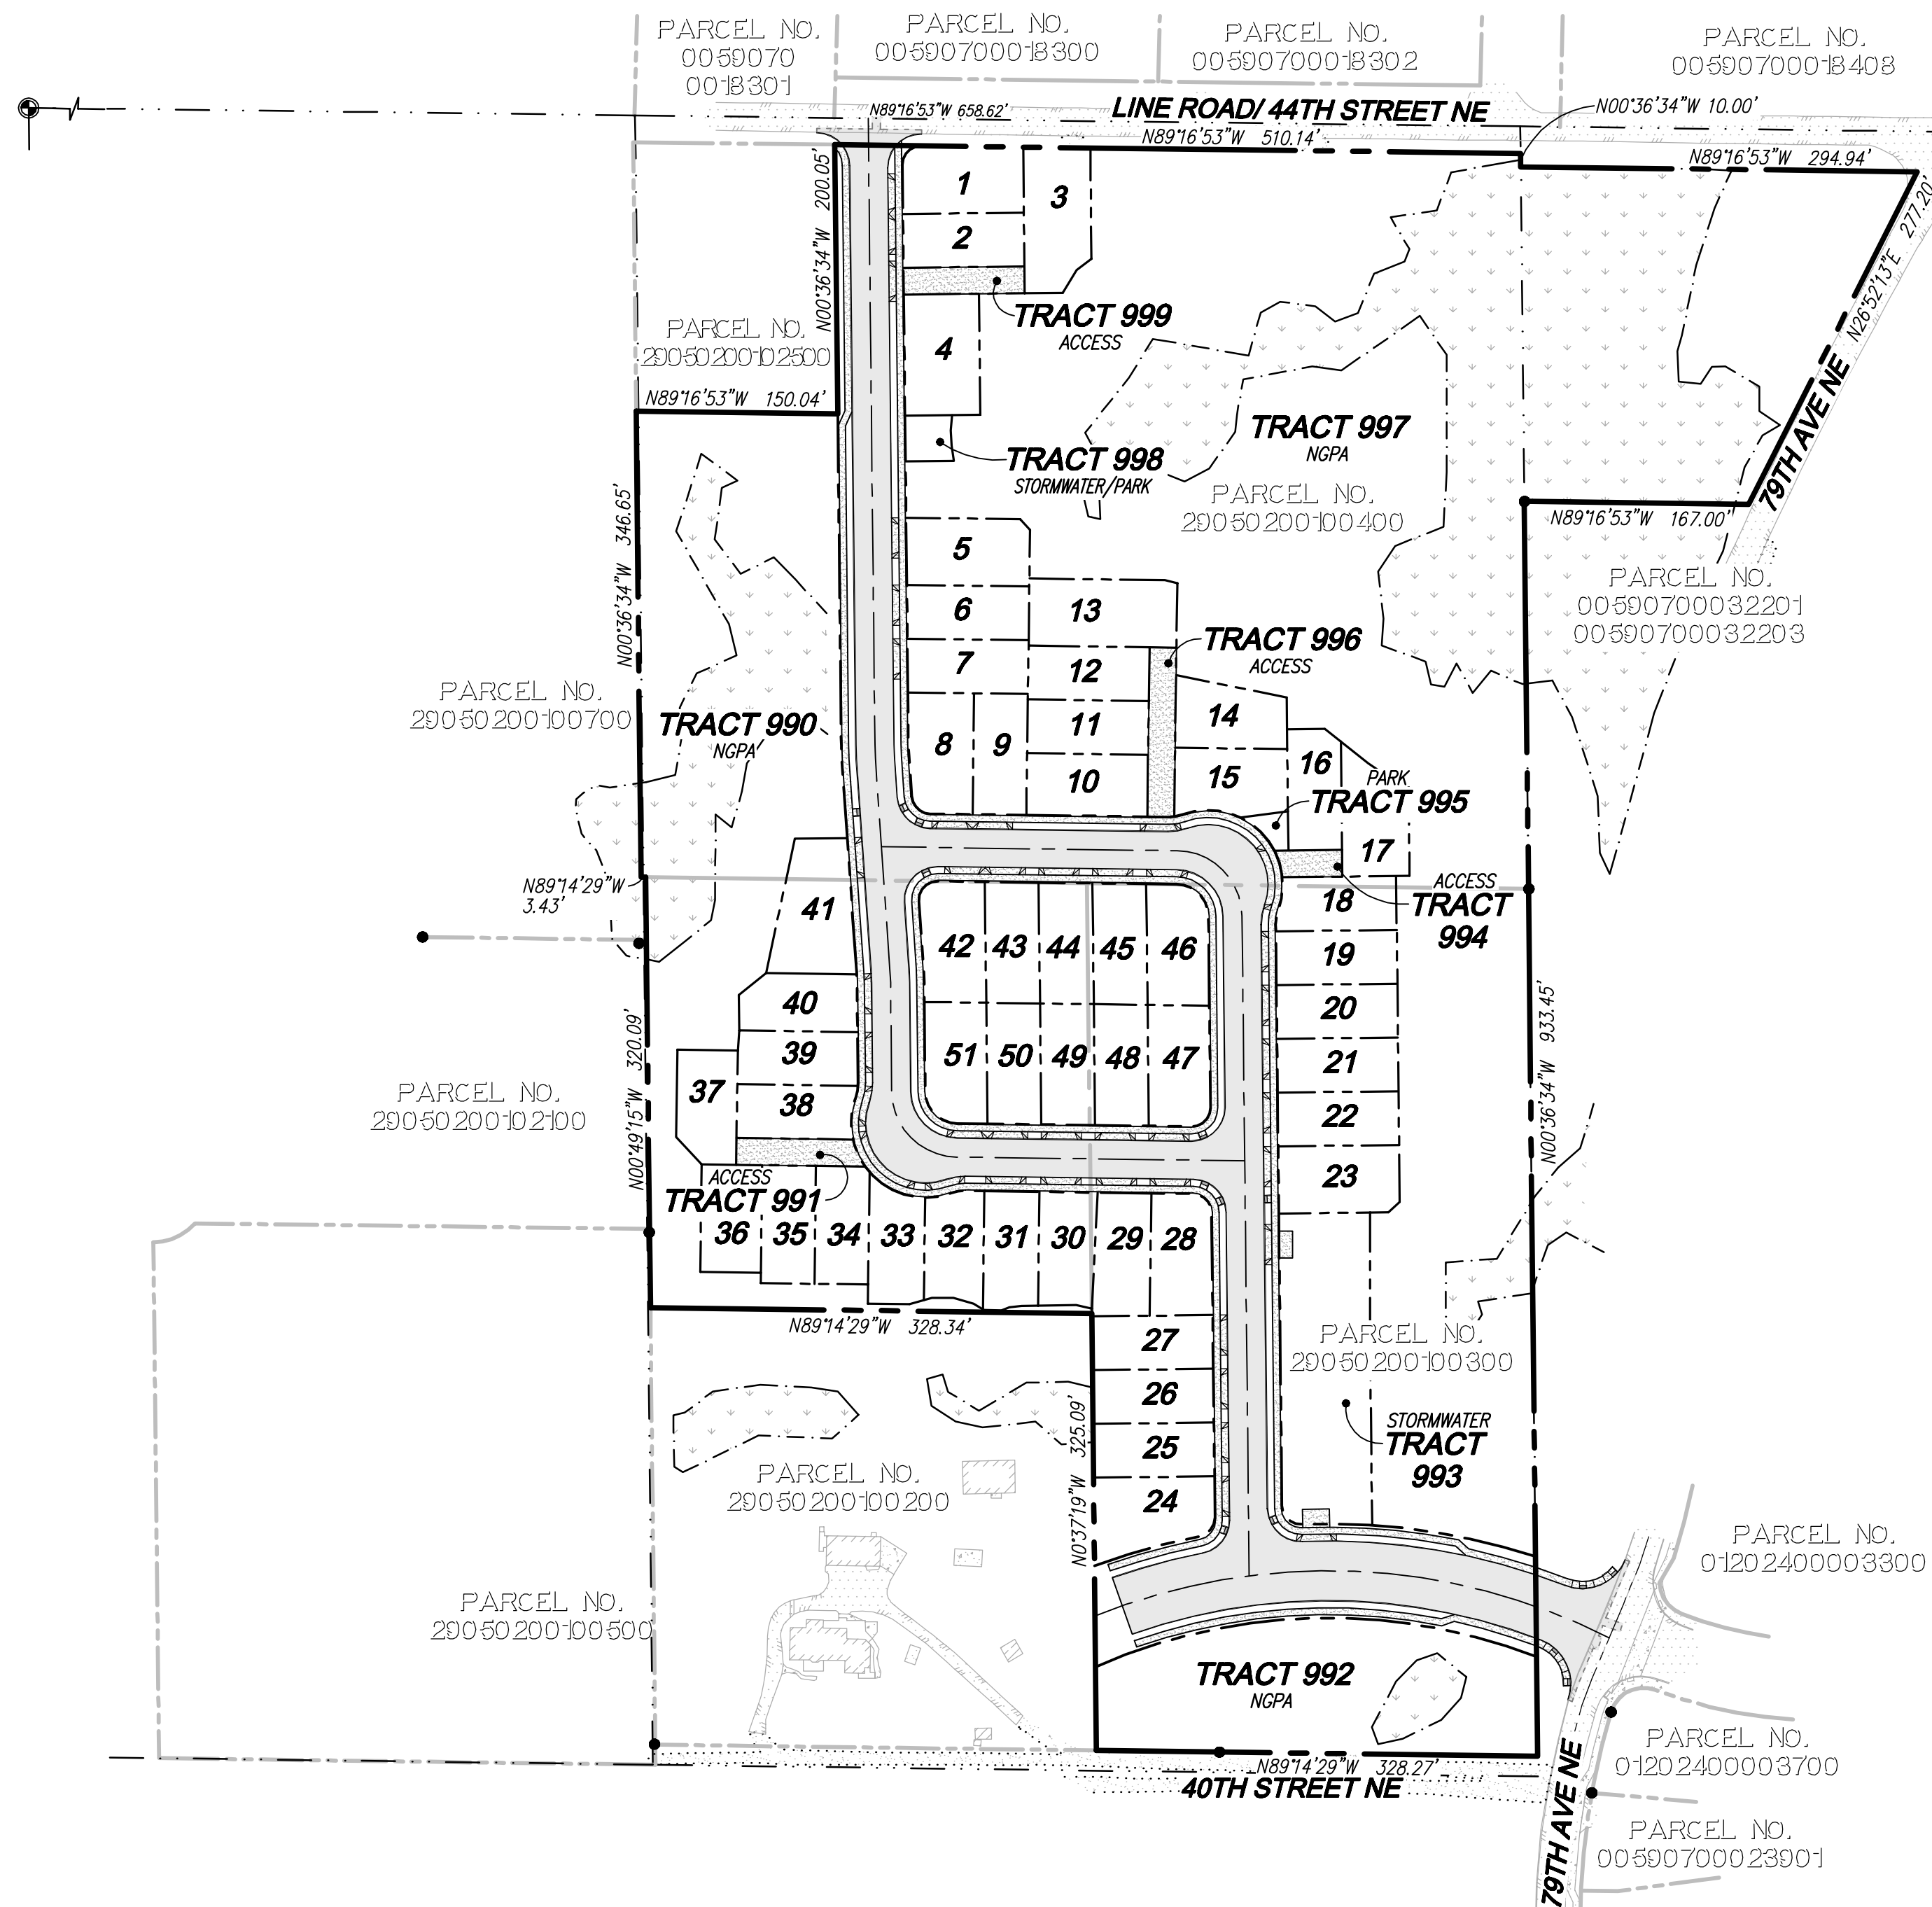 PARCEL NO.
0059070
0018301
PARCEL NO.
00590700018300
PARCEL NO.
00590700018302
PARCEL NO.
00590700018408
N89°16'53"W 658.62'
LINE ROAD/ 44TH STREET NE
N00°36'34"W 10.00'
N89°16'53"W 510.14'
N89°16'53"W 294.94'
N00°36'34"W 200.05'
1
2
3
N26°52'13"E 277.20'
79TH AVE NE
TRACT 999
ACCESS
PARCEL NO.
29050200102500
4
N89°16'53"W 150.04'
TRACT 997
NGPA
TRACT 998
STORMWATER/PARK
PARCEL NO.
29050200100400
N89°16'53"W 167.00'
N00°36'34"W 346.65'
5
6
7
8
9
13
12
11
10
PARCEL NO.
00590700032201
00590700032203
TRACT 996
ACCESS
PARCEL NO.
29050200100700
TRACT 990
NGPA
14
15
16
PARK
TRACT 995
17
N89°14'29"W
3.43'
41
ACCESS
TRACT
994
18
19
20
21
22
23
42
43
44
45
46
51
50
49
48
47
40
39
38
37
N00°49'15"W 320.09'
N00°36'34"W 933.45'
PARCEL NO.
29050200102100
ACCESS
TRACT 991
36
35
34
33
32
31
30
29
28
N89°14'29"W 328.34'
27
26
25
24
PARCEL NO.
29050200100300
N0°37'19"W 325.09'
STORMWATER
TRACT
993
PARCEL NO.
29050200100200
PARCEL NO.
01202400003300
PARCEL NO.
29050200100500
TRACT 992
NGPA
N89°14'29"W 328.27'
40TH STREET NE
79TH AVE NE
PARCEL NO.
01202400003700
PARCEL NO.
00590700023901